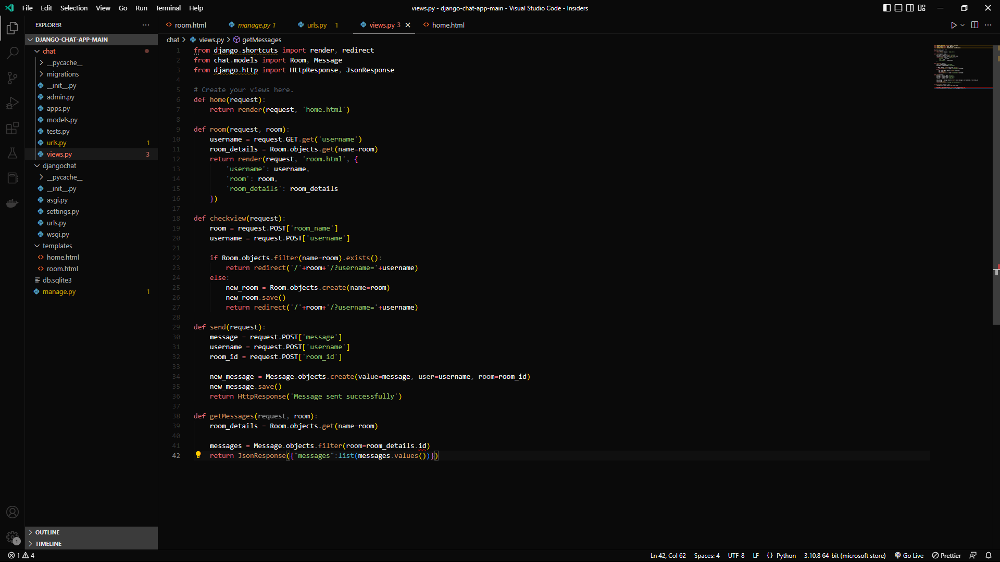 File Edit Selection View Go Run Terminal Help
views.py - django-chat-app-main - Visual Studio Code - Insiders
EXPLORER
DJANGO-CHAT-APP-MAIN
chat
__pycache__
migrations
__init__.py
admin.py
apps.py
models.py
tests.py
urls.py 1
views.py 3
djangochat
__pycache__
__init__.py
asgi.py
settings.py
urls.py
wsgi.py
templates
home.html
room.html
db.sqlite3
manage.py 1
OUTLINE
TIMELINE
room.html manage.py 1 urls.py 1 views.py 3 home.html
chat > views.py > getMessages
1 from django.shortcuts import render, redirect
2 from chat.models import Room, Message
3 from django.http import HttpResponse, JsonResponse
4
5 # Create your views here.
6 def home(request):
7     return render(request, 'home.html')
8
9 def room(request, room):
10     username = request.GET.get('username')
11     room_details = Room.objects.get(name=room)
12     return render(request, 'room.html', {
13         'username': username,
14         'room': room,
15         'room_details': room_details
16     })
17
18 def checkview(request):
19     room = request.POST['room_name']
20     username = request.POST['username']
21
22     if Room.objects.filter(name=room).exists():
23         return redirect('/'+room+'/?username='+username)
24     else:
25         new_room = Room.objects.create(name=room)
26         new_room.save()
27         return redirect('/'+room+'/?username='+username)
28
29 def send(request):
30     message = request.POST['message']
31     username = request.POST['username']
32     room_id = request.POST['room_id']
33
34     new_message = Message.objects.create(value=message, user=username, room=room_id)
35     new_message.save()
36     return HttpResponse('Message sent successfully')
37
38 def getMessages(request, room):
39     room_details = Room.objects.get(name=room)
40
41     messages = Message.objects.filter(room=room_details.id)
42     return JsonResponse({"messages":list(messages.values())})
1
1 4
Ln 42, Col 62 Spaces: 4 UTF-8 LF { } Python 3.10.8 64-bit (microsoft store) Go Live Prettier